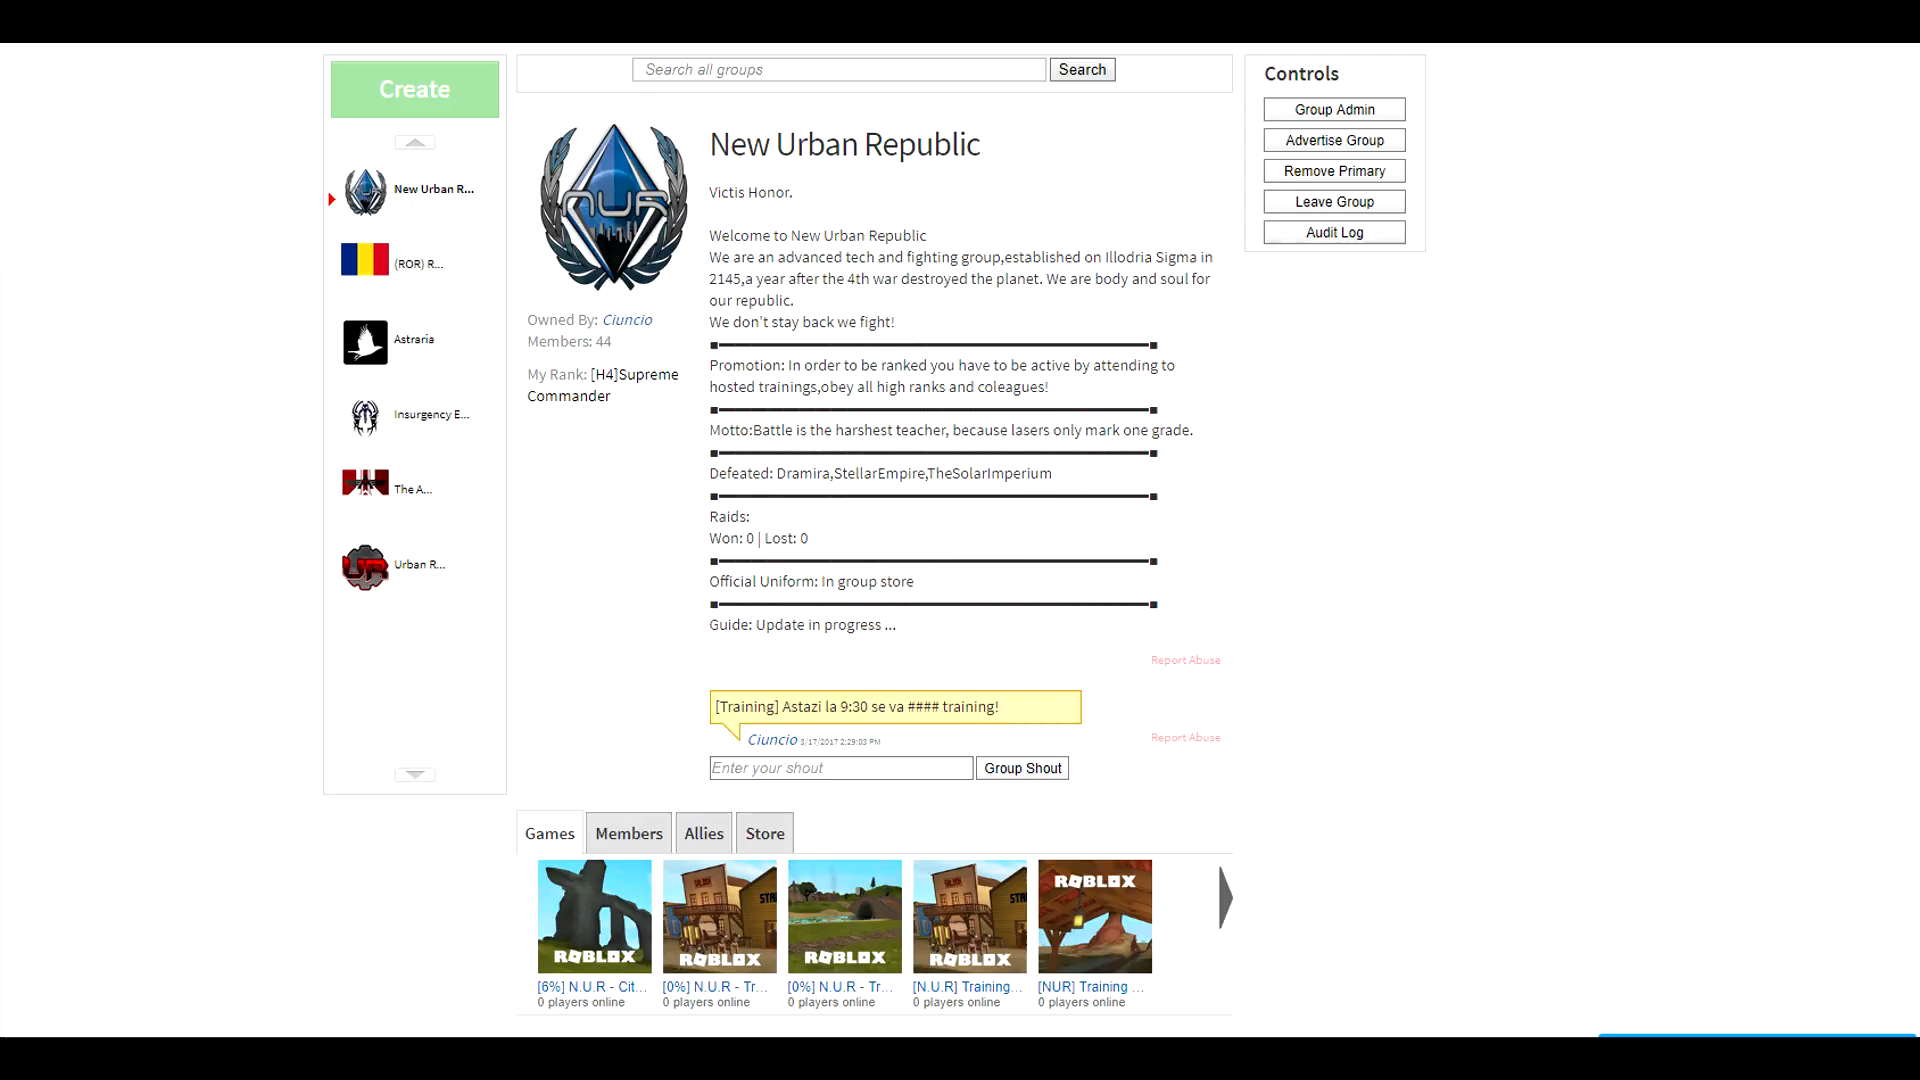 Create
New Urban R...
(ROR) R...
Astraria
Insurgency E...
The A...
Urban R...
Search all groups
Search
NUR
New Urban Republic
Victis Honor.
Welcome to New Urban Republic
We are an advanced tech and fighting group,established on Illodria Sigma in
2145,a year after the 4th war destroyed the planet. We are body and soul for
our republic.
We don't stay back we fight!
Promotion: In order to be ranked you have to be active by attending to
hosted trainings,obey all high ranks and coleagues!
Motto:Battle is the harshest teacher, because lasers only mark one grade.
Defeated: Dramira,StellarEmpire,TheSolarImperium
Raids:
Won: 0 | Lost: 0
Official Uniform: In group store
Guide: Update in progress ...
Report Abuse
Owned By: Ciuncio
Members: 44
My Rank: [H4]Supreme
Commander
[Training] Astazi la 9:30 se va #### training!
Ciuncio 3/17/2017 2:29:03 PM
Report Abuse
Enter your shout
Group Shout
Games
Members
Allies
Store
ROBLOX
ROBLOX
ROBLOX
ROBLOX
ROBLOX
[6%] N.U.R - Cit...
0 players online
[0%] N.U.R - Tr...
0 players online
[0%] N.U.R - Tr...
0 players online
[N.U.R] Training...
0 players online
[NUR] Training ...
0 players online
Controls
Group Admin
Advertise Group
Remove Primary
Leave Group
Audit Log